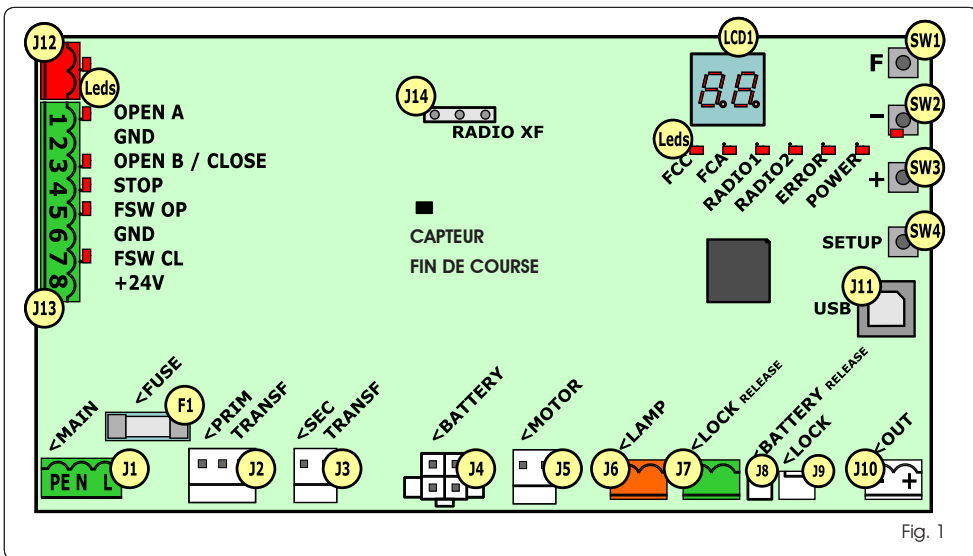 J12
Leds
1 OPEN A
2 GND
3 OPEN B / CLOSE
4 STOP
5 FSW OP
6 GND
7 FSW CL
8 +24V
J13
J14
RADIO XF
CAPTEUR
FIN DE COURSE
LCD1
8.8.
Leds
FCC
FCA
RADIO1
RADIO2
ERROR
POWER
SW1
F
SW2
-
SW3
+
SW4
SETUP
J11
USB
<MAIN
PE N L
J1
<FUSE
F1
<PRIM
TRANSF
J2
<SEC
TRANSF
J3
<BATTERY
J4
<MOTOR
J5
<LAMP
J6
<LOCK RELEASE
J7
<BATTERY RELEASE
J8
<LOCK
J9
<OUT
J10
- +
Fig. 1